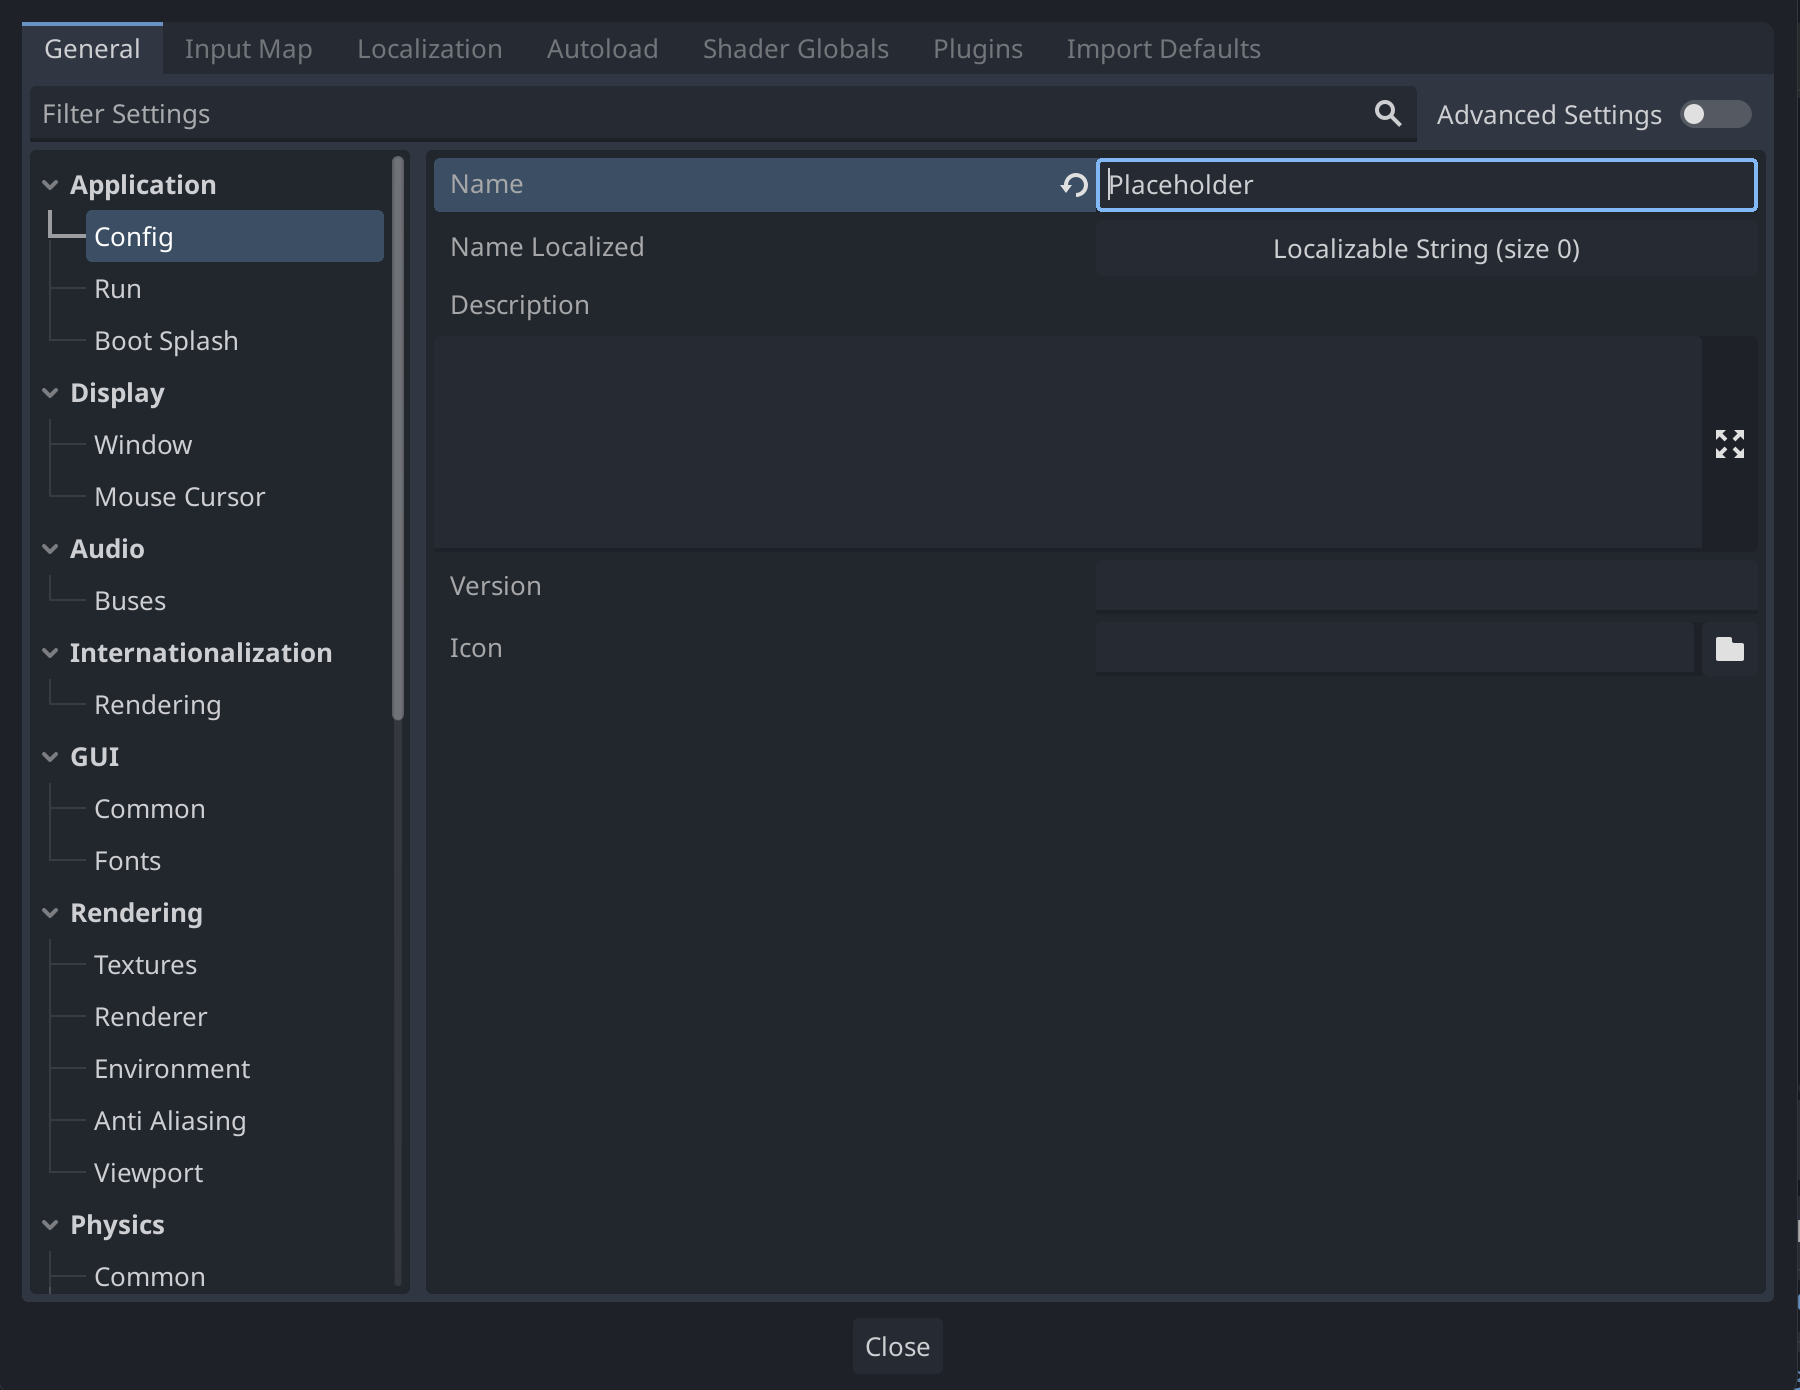 General Input Map Localization Autoload Shader Globals Plugins Import Defaults
Filter Settings Advanced Settings
Application
Config
Run
Boot Splash
Display
Window
Mouse Cursor
Audio
Buses
Internationalization
Rendering
GUI
Common
Fonts
Rendering
Textures
Renderer
Environment
Anti Aliasing
Viewport
Physics
Common
Name Placeholder
Name Localized Localizable String (size 0)
Description
Version
Icon
Close